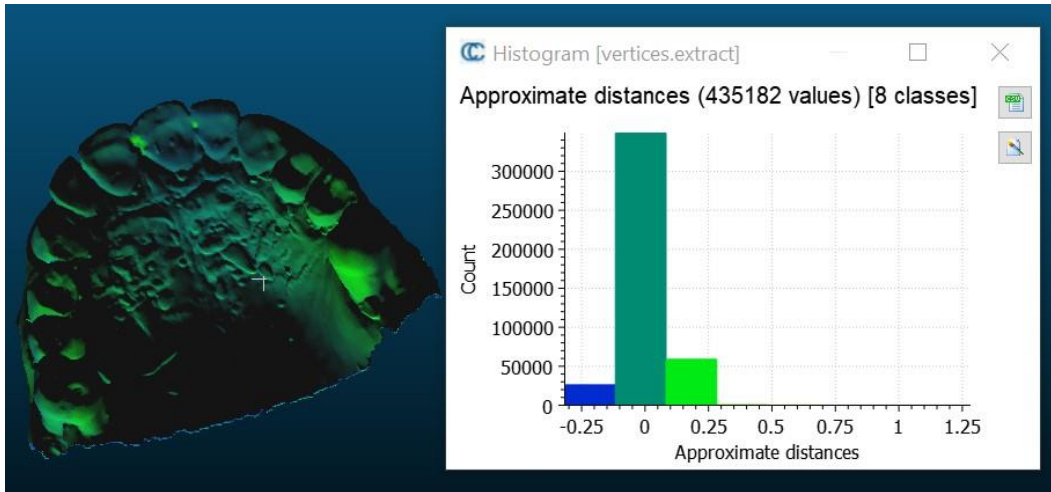 Histogram [vertices.extract]
Approximate distances (435182 values) [8 classes]
CSV
300000
250000
200000
150000
100000
50000
0
Count
-0.25 0 0.25 0.5 0.75 1 1.25
Approximate distances